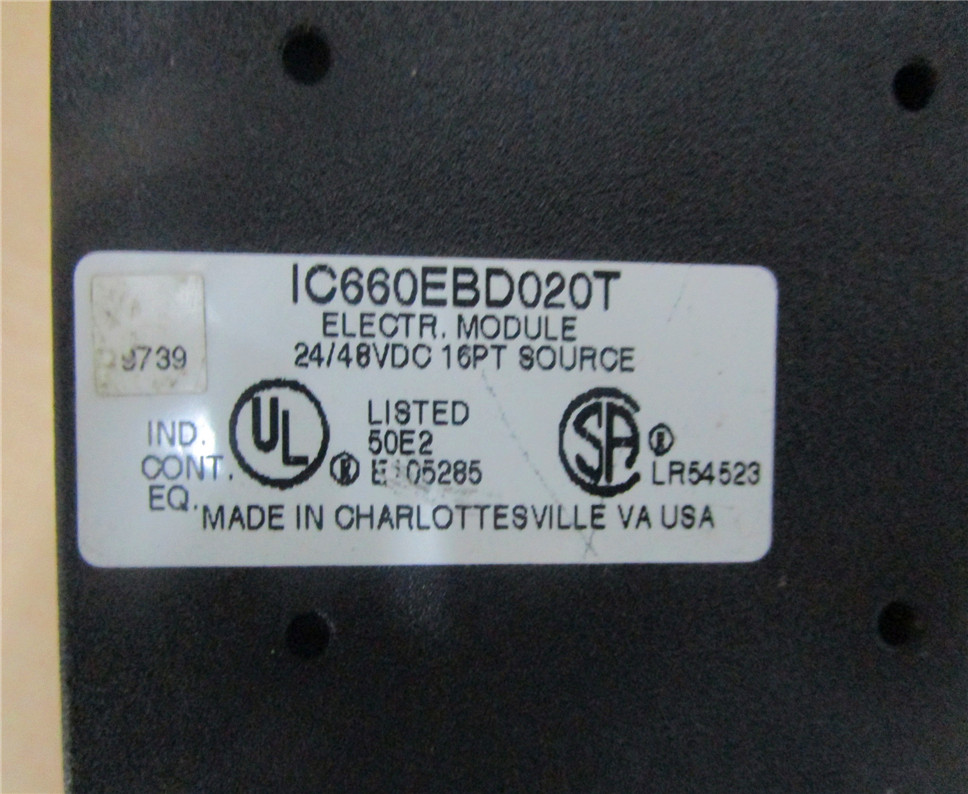 IC660EBD020T
ELECTR. MODULE
24/48VDC 16PT SOURCE
9739
UL
LISTED
50E2
E105285
IND.
CONT.
EQ.
SA
LR54523
MADE IN CHARLOTTESVILLE VA USA